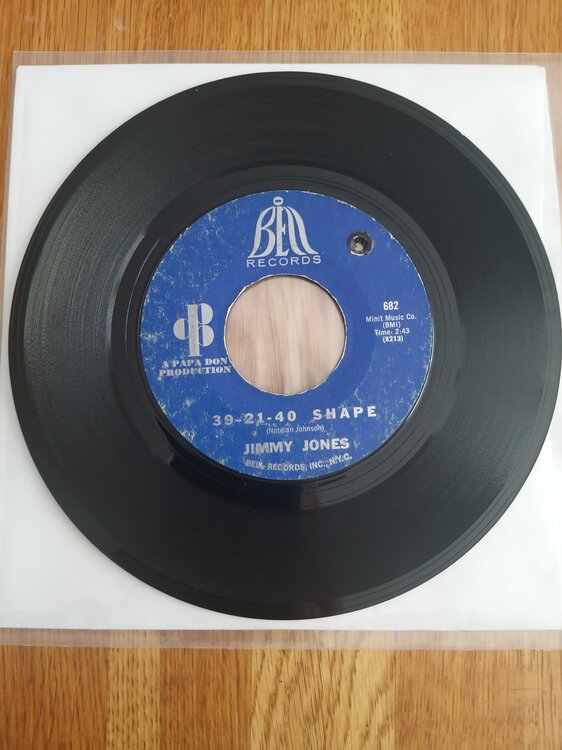 BELL
RECORDS
682
Minit Music Co.
(BMI)
Time: 2:43
(8213)
A PAPA DON
PRODUCTION
39-21-40 SHAPE
(Norman Johnson)
JIMMY JONES
BELL RECORDS, INC., N.Y.C.